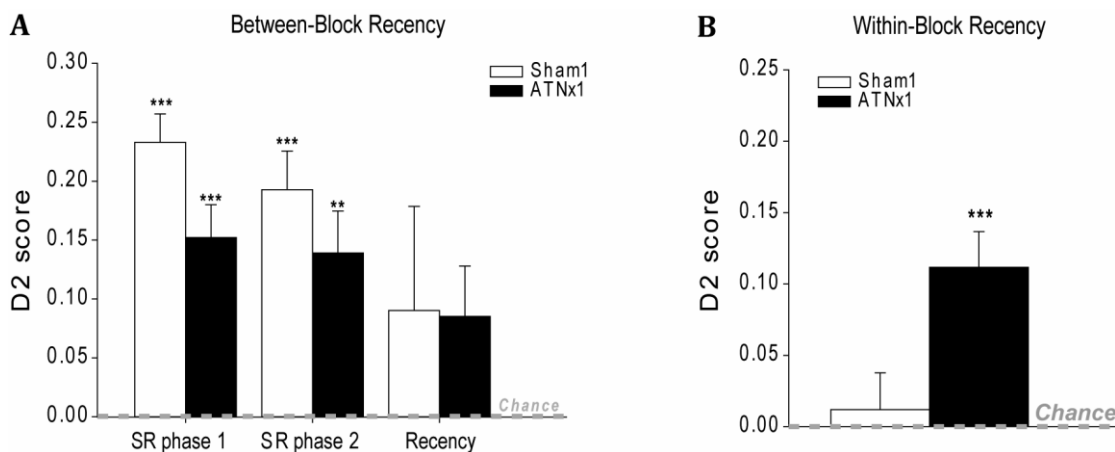 A
Between-Block Recency
0.30
0.25
0.20
0.15
0.10
0.05
0.00
D2 score
Sham1
ATNx1
***
***
***
**
Chance
SR phase 1
SR phase 2
Recency
B
Within-Block Recency
0.25
0.20
0.15
0.10
0.05
0.00
D2 score
Sham1
ATNx1
***
Chance